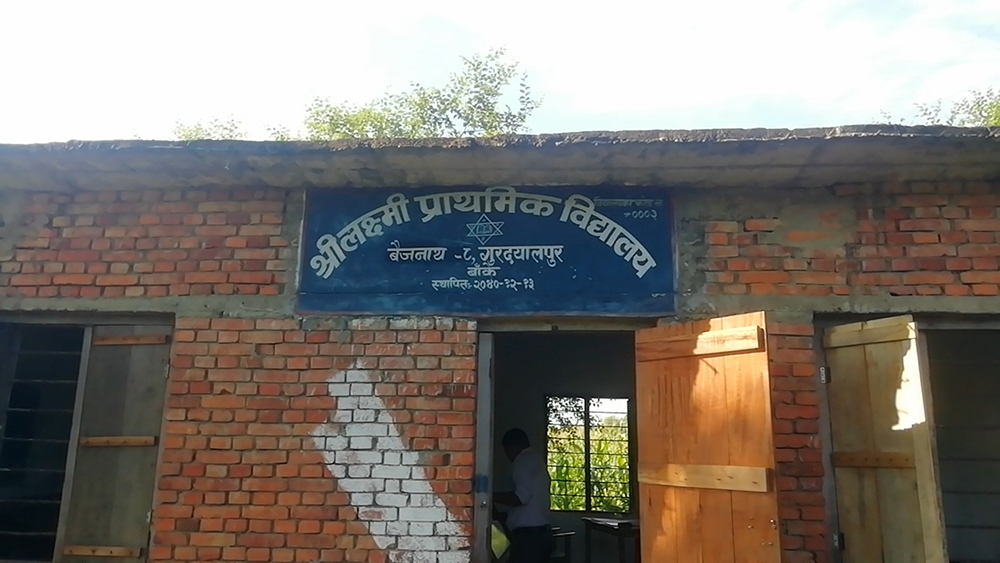 श्री लक्ष्मी प्राथमिक विद्यालय
बैजनाथ -८, गुरदयालपुर
बाँके
स्थापितः २०४०-१२-१३